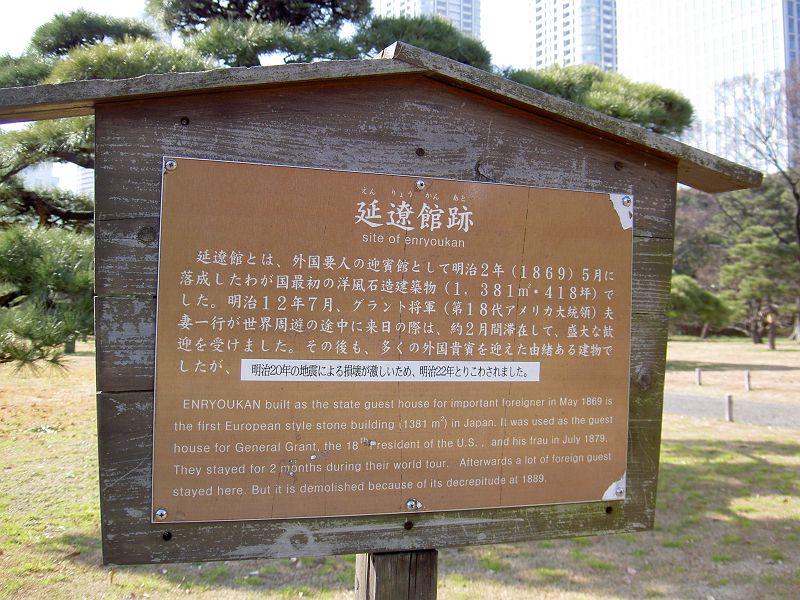 えん りょう かん あと
延遼館跡
site of enryoukan
延遼館とは、外国要人の迎賓館として明治2年(1869)5月に
落成したわが国最初の洋風石造建築物(1,381㎡・418坪)で
した。明治12年7月、グラント将軍(第18代アメリカ大統領)夫
妻一行が世界周遊の途中に来日の際は、約2月間滞在して、盛大な歓
迎を受けました。その後も、多くの外国貴賓を迎えた由緒ある建物で
したが、明治20年の地震による損壊が激しいため、明治22年とりこわされました。
ENRYOUKAN built as the state guest house for important foreigner in May 1869 is
the first European style stone building (1381 ㎡) in Japan. It was used as the guest
house for General Grant, the 18th President of the U.S. , and his frau in July 1879.
They stayed for 2 months during their world tour. Afterwards a lot of foreign guest
stayed here. But it is demolished because of its decrepitude at 1889.